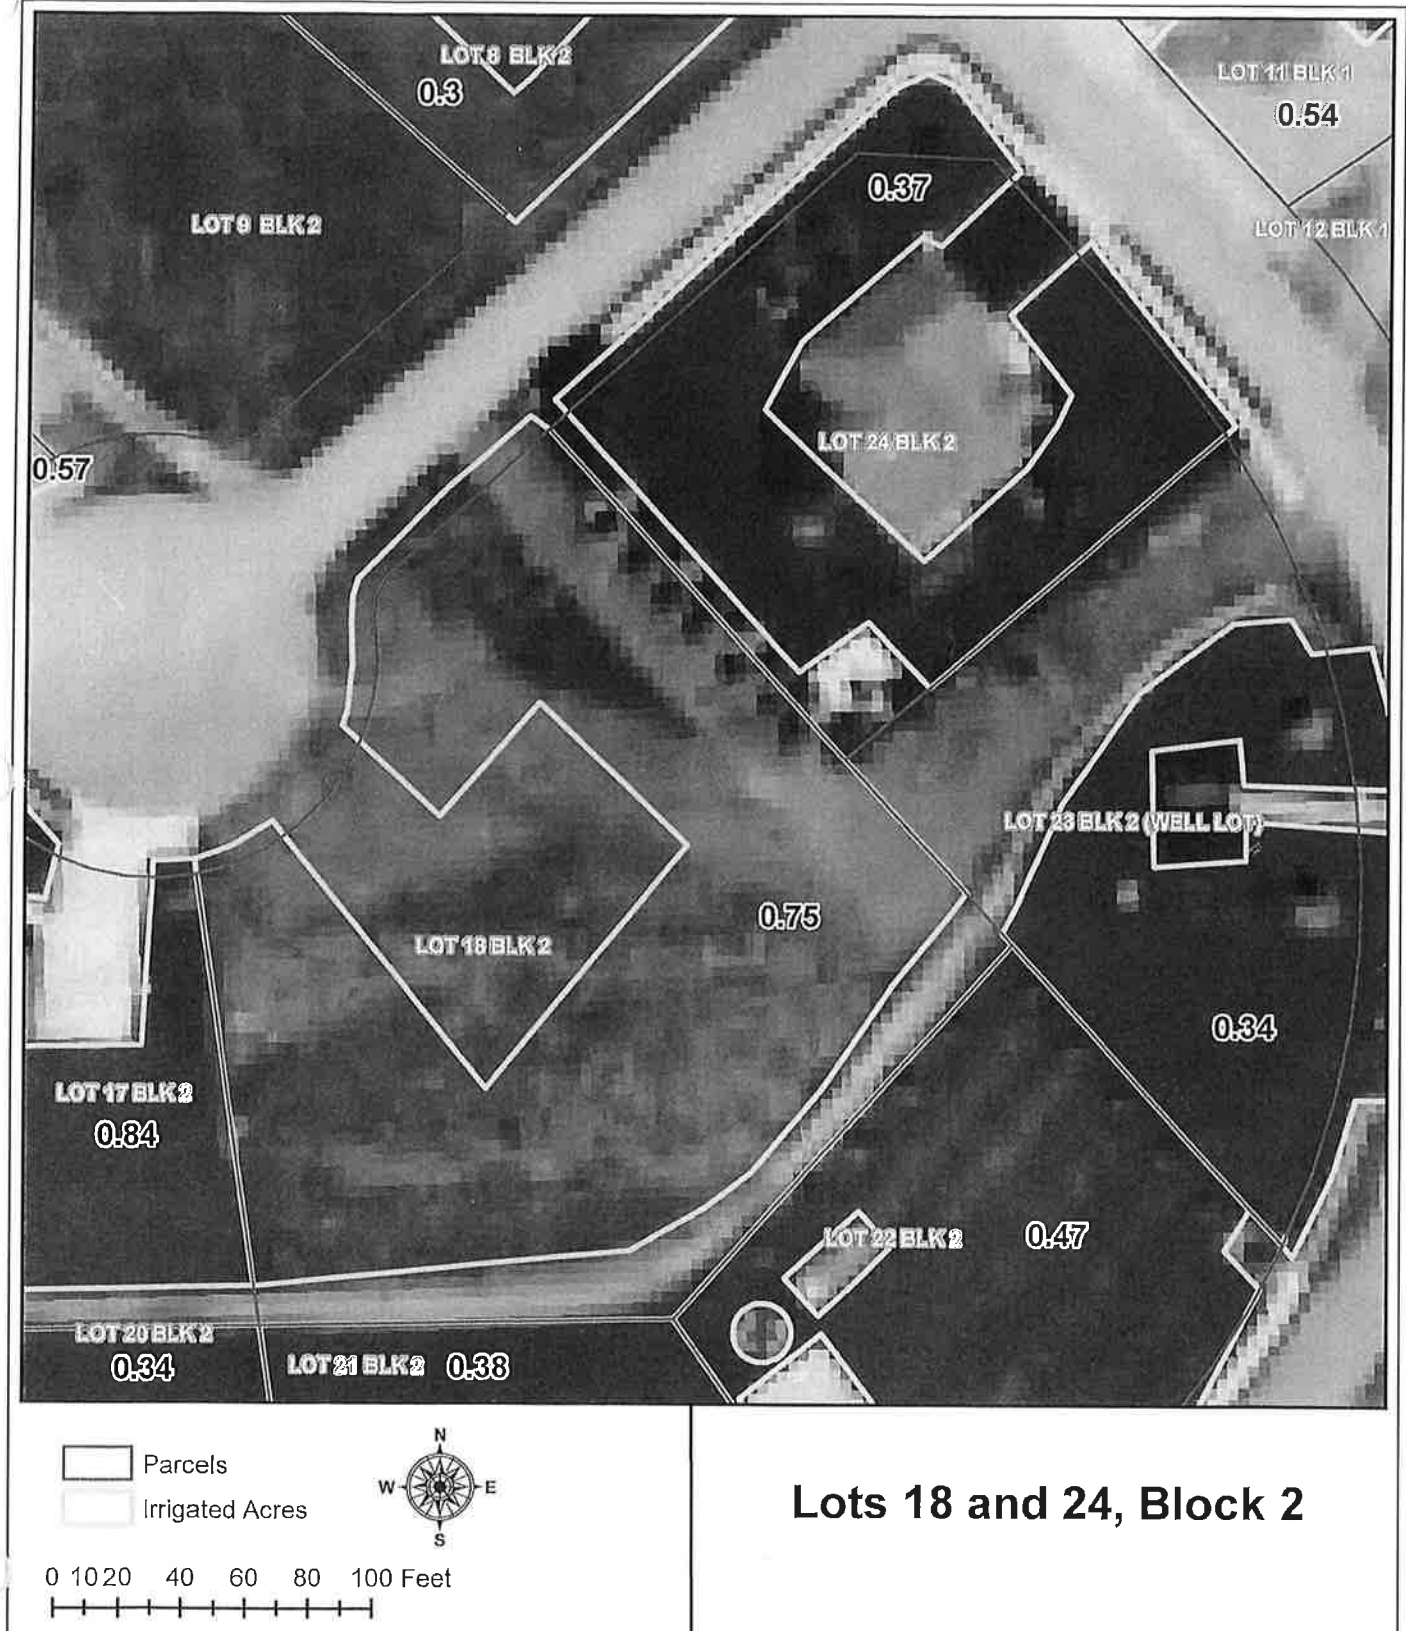 LOT 8 BLK 2
0.3
LOT 11 BLK 1
0.54
LOT 9 BLK 2
0.37
LOT 12 BLK 1
0.57
LOT 24 BLK 2
LOT 23 BLK 2 (WELL LOT)
0.75
LOT 18 BLK 2
0.34
LOT 17 BLK 2
0.84
LOT 22 BLK 2
0.47
LOT 20 BLK 2
0.34
LOT 21 BLK 2
0.38
Parcels
Irrigated Acres
N
W
E
S
0 10 20 40 60 80 100 Feet
Lots 18 and 24, Block 2